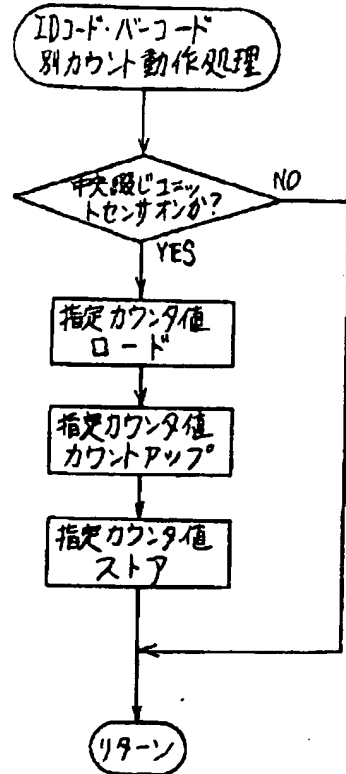 IDコード・バーコード
別カウント動作処理
中央綴じユニッ
トセンサオンか?
NO
YES
指定カウンタ値
ロード
指定カウンタ値
カウントアップ
指定カウンタ値
ストア
リターン